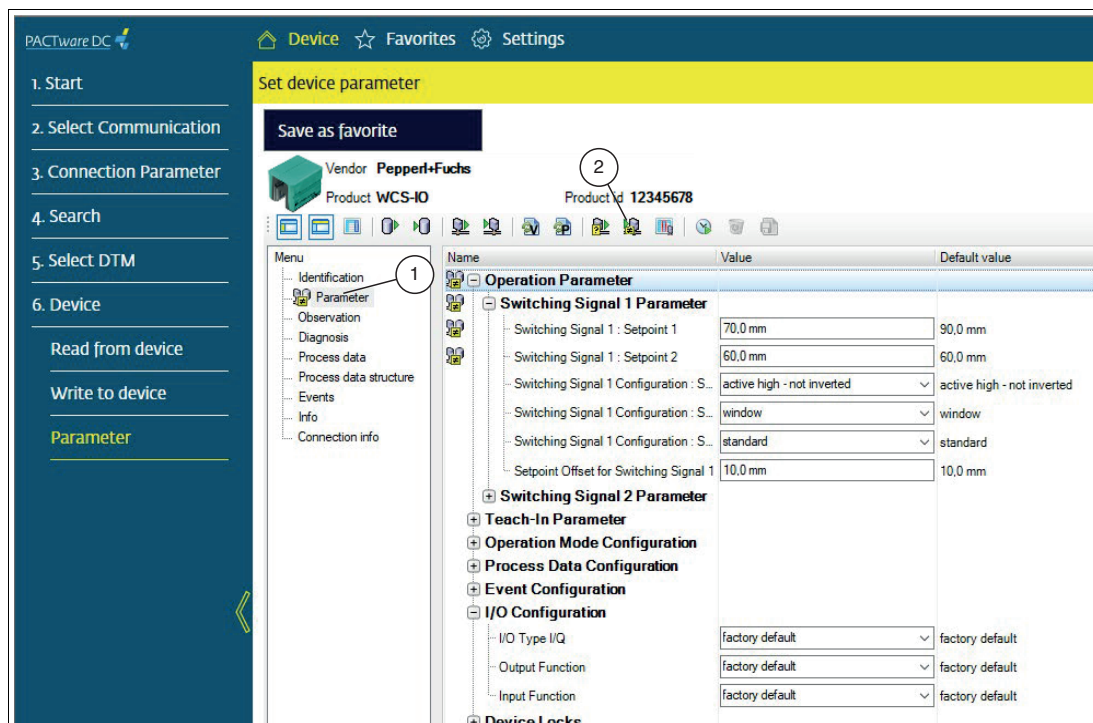 PACTware DC
Device Favorites Settings
1. Start
2. Select Communication
3. Connection Parameter
4. Search
5. Select DTM
6. Device
Read from device
Write to device
Parameter
Set device parameter
Save as favorite
Vendor Pepperl+Fuchs
Product WCS-IO Product id 12345678
2
1
Menu
Identification
Parameter
Observation
Diagnosis
Process data
Process data structure
Events
Info
Connection info
Name Value Default value
Operation Parameter
Switching Signal 1 Parameter
Switching Signal 1 : Setpoint 1 70,0 mm 90,0 mm
Switching Signal 1 : Setpoint 2 60,0 mm 60,0 mm
Switching Signal 1 Configuration : S... active high - not inverted active high - not inverted
Switching Signal 1 Configuration : S... window window
Switching Signal 1 Configuration : S... standard standard
Setpoint Offset for Switching Signal 1 10,0 mm 10,0 mm
Switching Signal 2 Parameter
Teach-In Parameter
Operation Mode Configuration
Process Data Configuration
Event Configuration
I/O Configuration
I/O Type I/Q factory default factory default
Output Function factory default factory default
Input Function factory default factory default
Device Locks